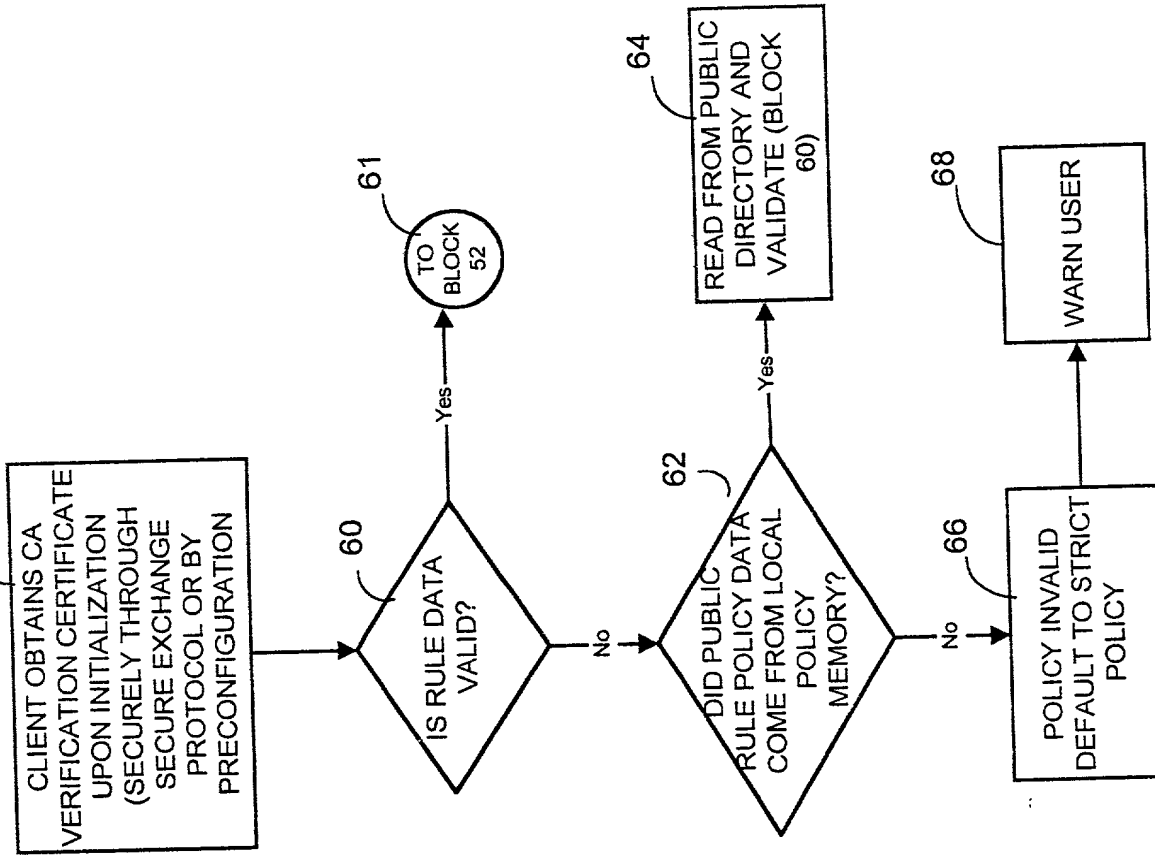 CLIENT OBTAINS CA
VERIFICATION CERTIFICATE
UPON INITIALIZATION
(SECURELY THROUGH
SECURE EXCHANGE
PROTOCOL OR BY
PRECONFIGURATION
60
IS RULE DATA
VALID?
Yes
61
TO
BLOCK
52
No
62
DID PUBLIC
RULE POLICY DATA
COME FROM LOCAL
POLICY
MEMORY?
Yes
64
READ FROM PUBLIC
DIRECTORY AND
VALIDATE (BLOCK
60)
No
66
POLICY INVALID
DEFAULT TO STRICT
POLICY
68
WARN USER